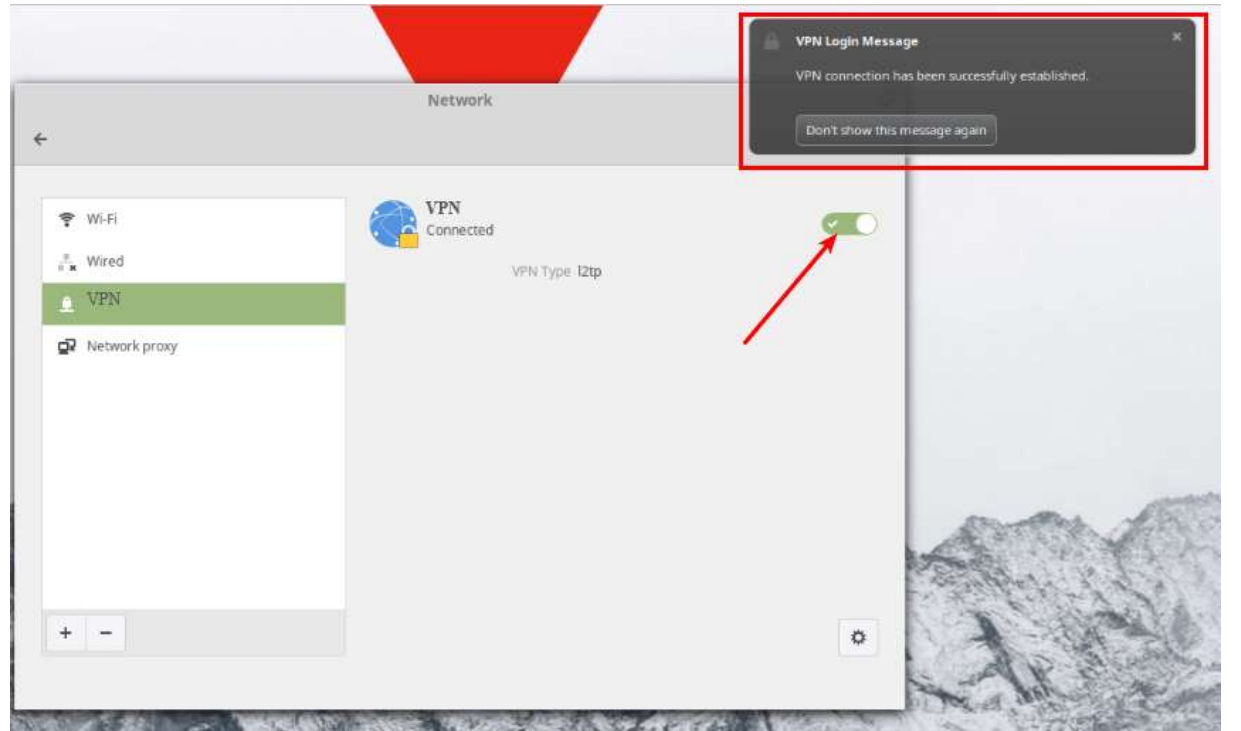 VPN Login Message
VPN connection has been successfully established.
Don't show this message again
Network
Wi-Fi
Wired
VPN
Network proxy
VPN
Connected
VPN Type l2tp